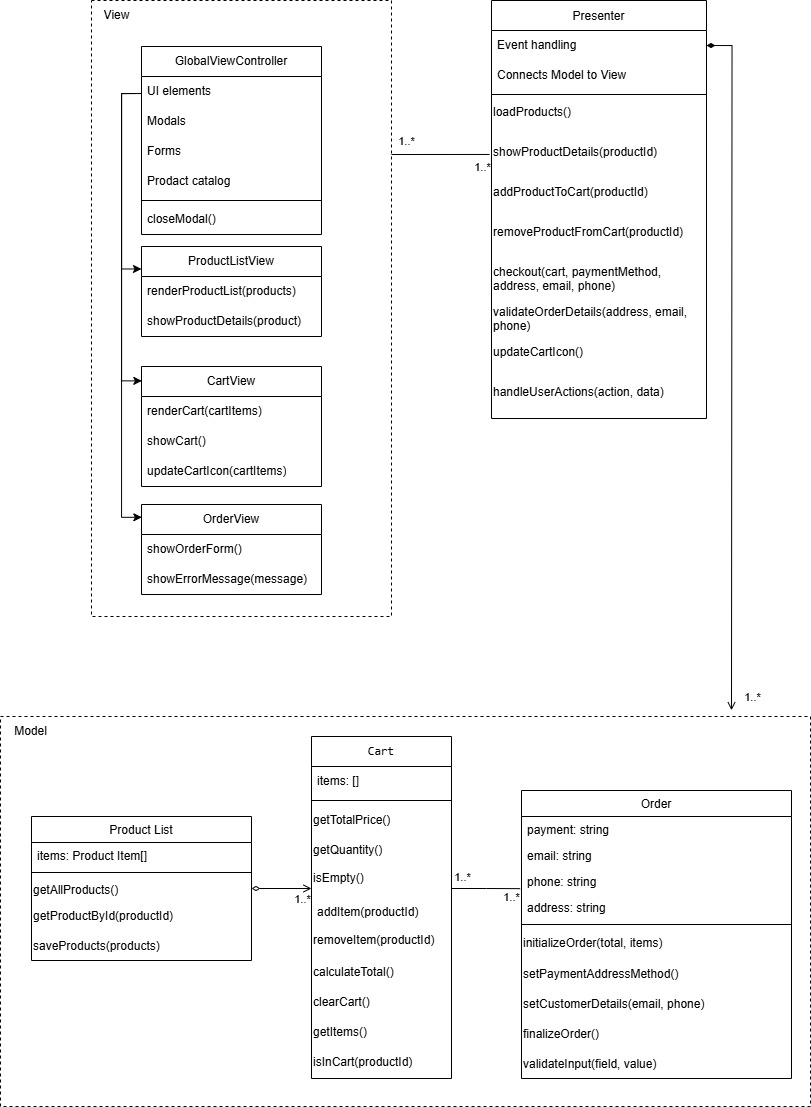 View
GlobalViewController
UI elements
Modals
Forms
Prodact catalog
closeModal()
ProductListView
renderProductList(products)
showProductDetails(product)
CartView
renderCart(cartItems)
showCart()
updateCartIcon(cartItems)
OrderView
showOrderForm()
showErrorMessage(message)
1..*
1..*
Presenter
Event handling
Connects Model to View
loadProducts()
showProductDetails(productId)
addProductToCart(productId)
removeProductFromCart(productId)
checkout(cart, paymentMethod,
address, email, phone)
validateOrderDetails(address, email,
phone)
updateCartIcon()
handleUserActions(action, data)
1..*
Model
Product List
items: Product Item[]
getAllProducts()
getProductById(productId)
saveProducts(products)
1..*
Cart
items: []
getTotalPrice()
getQuantity()
isEmpty()
addItem(productId)
removeItem(productId)
calculateTotal()
clearCart()
getItems()
isInCart(productId)
1..*
1..*
Order
payment: string
email: string
phone: string
address: string
initializeOrder(total, items)
setPaymentAddressMethod()
setCustomerDetails(email, phone)
finalizeOrder()
validateInput(field, value)